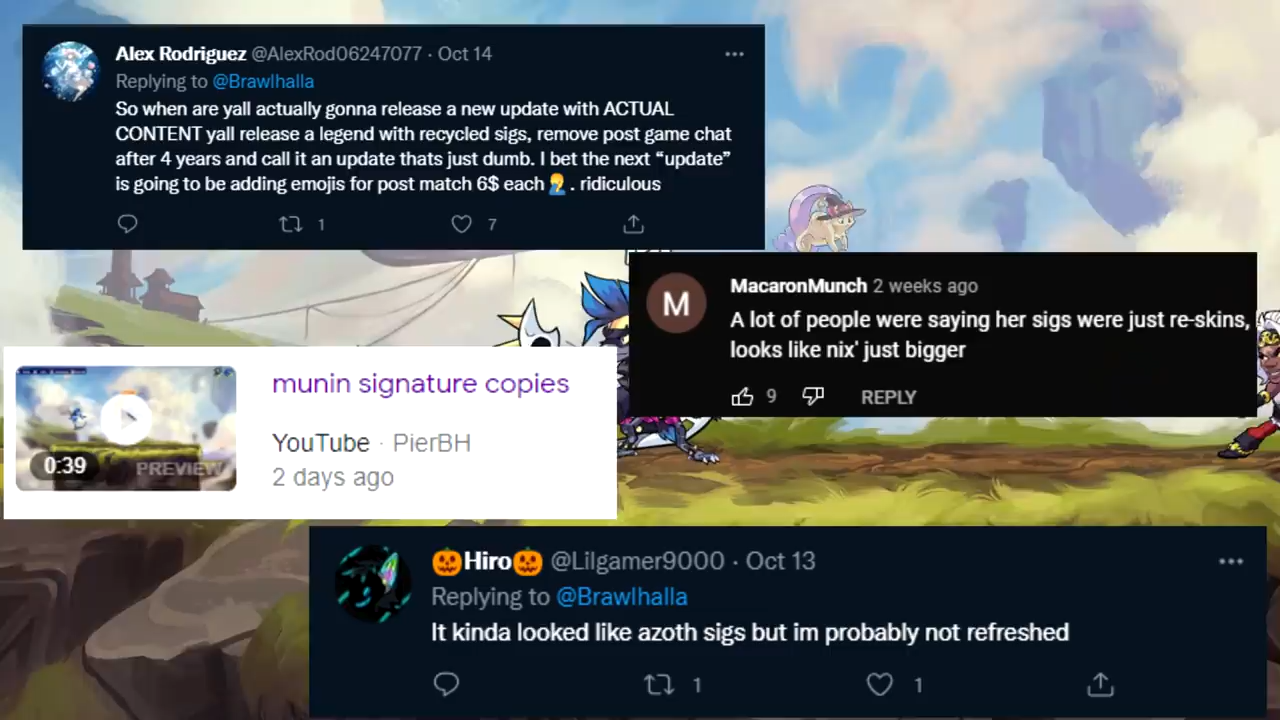 Alex Rodriguez @AlexRod06247077 · Oct 14
Replying to @Brawlhalla
So when are yall actually gonna release a new update with ACTUAL
CONTENT yall release a legend with recycled sigs, remove post game chat
after 4 years and call it an update thats just dumb. I bet the next “update”
is going to be adding emojis for post match 6$ each🤦‍♂️. ridiculous
1 7
M
MacaronMunch 2 weeks ago
A lot of people were saying her sigs were just re-skins,
looks like nix' just bigger
9 REPLY
munin signature copies
YouTube · PierBH
2 days ago
0:39 PREVIEW
🎃Hiro🎃 @Lilgamer9000 · Oct 13
Replying to @Brawlhalla
It kinda looked like azoth sigs but im probably not refreshed
1 1